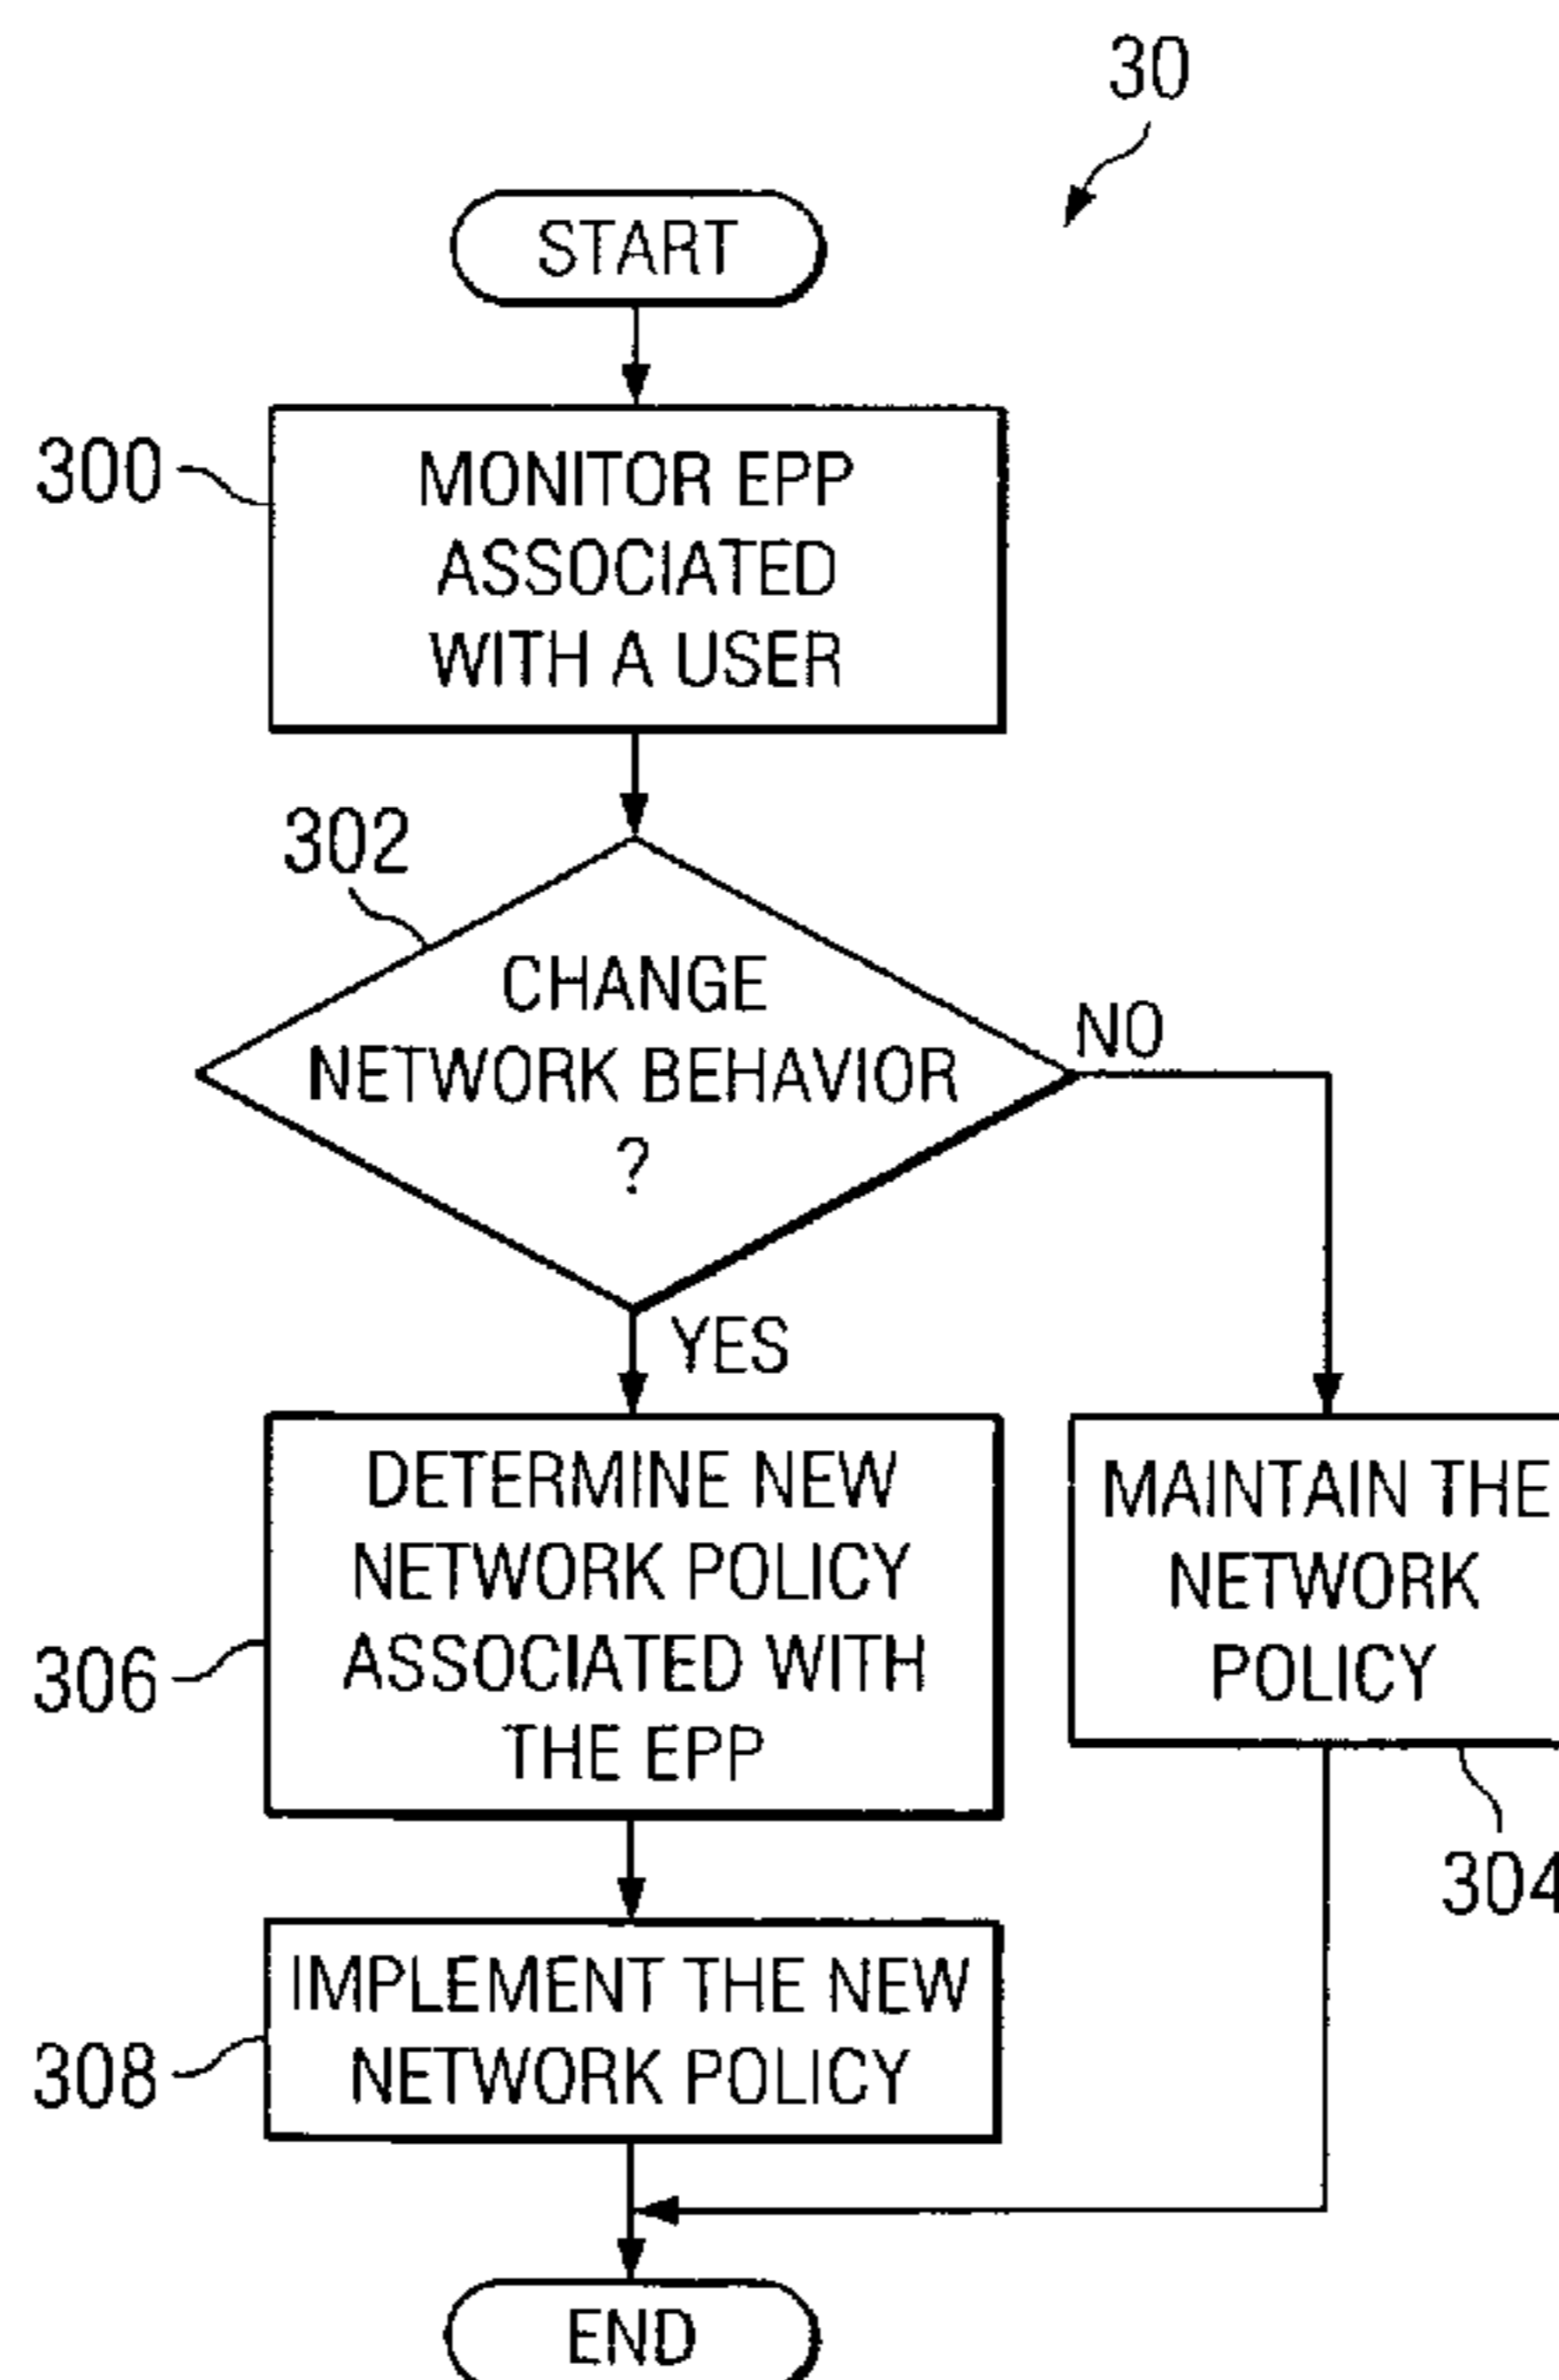 30
START
300
MONITOR EPP
ASSOCIATED
WITH A USER
302
CHANGE
NETWORK BEHAVIOR
?
NO
YES
DETERMINE NEW
NETWORK POLICY
ASSOCIATED WITH
THE EPP
306
MAINTAIN THE
NETWORK
POLICY
304
IMPLEMENT THE NEW
NETWORK POLICY
308
END